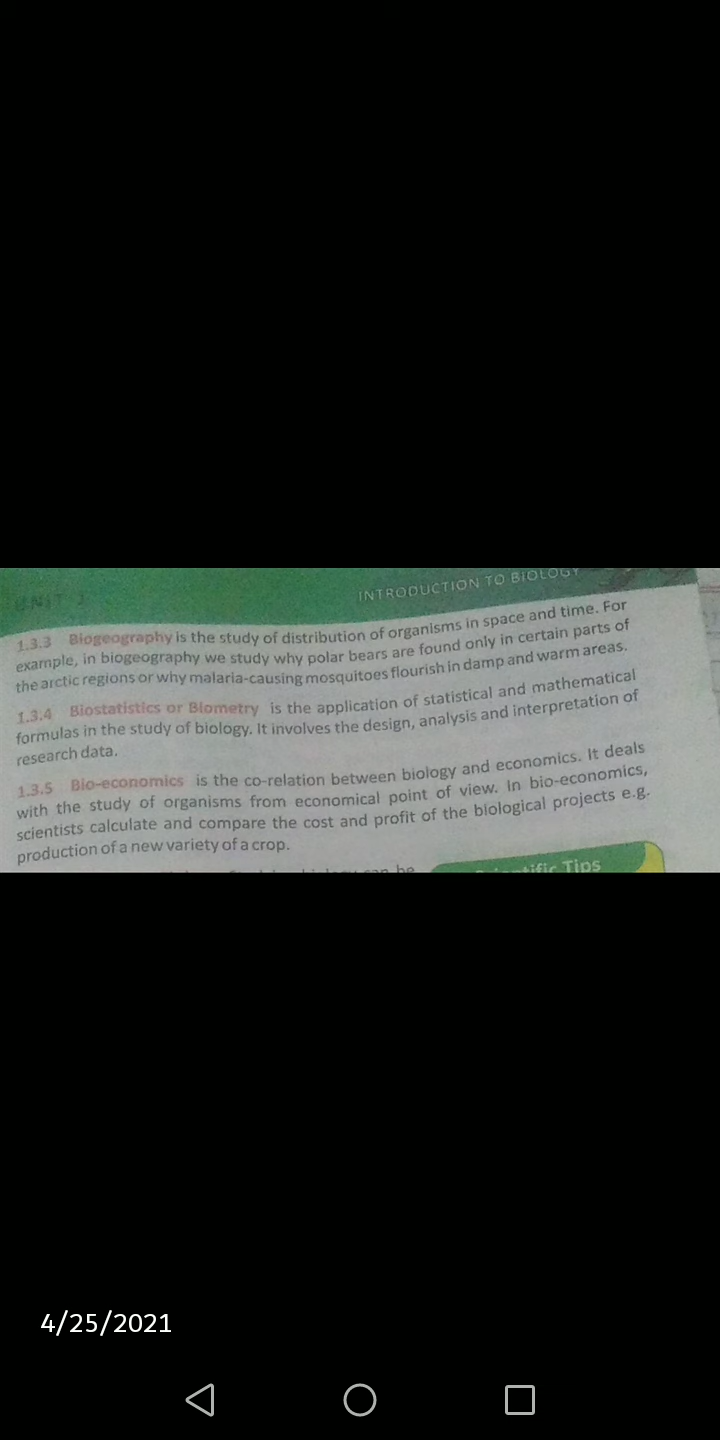 UNIT 1
INTRODUCTION TO BIOLOGY
1.3.3 Biogeography is the study of distribution of organisms in space and time. For
example, in biogeography we study why polar bears are found only in certain parts of
the arctic regions or why malaria-causing mosquitoes flourish in damp and warm areas.
1.3.4 Biostatistics or Biometry is the application of statistical and mathematical
formulas in the study of biology. It involves the design, analysis and interpretation of
research data.
1.3.5 Bio-economics is the co-relation between biology and economics. It deals
with the study of organisms from economical point of view. In bio-economics,
scientists calculate and compare the cost and profit of the biological projects e.g.
production of a new variety of a crop.
can be
Scientific Tips
4/25/2021